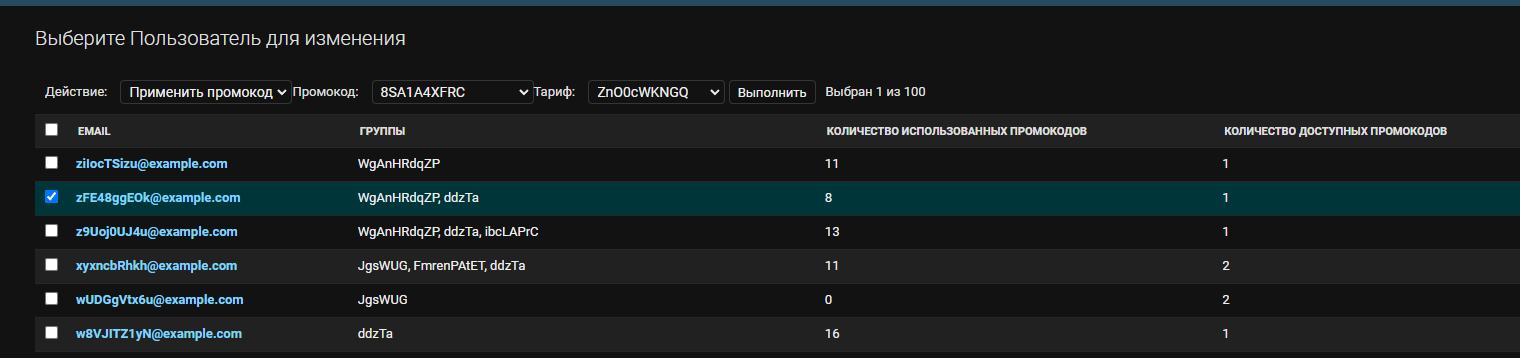 Выберите Пользователь для изменения
Действие: Применить промокод Промокод: 8SA1A4XFRC Тариф: ZnO0cWKNGQ Выполнить Выбран 1 из 100
EMAIL ГРУППЫ КОЛИЧЕСТВО ИСПОЛЬЗОВАННЫХ ПРОМОКОДОВ КОЛИЧЕСТВО ДОСТУПНЫХ ПРОМОКОДОВ
ziIocTSizu@example.com WgAnHRdqZP 11 1
zFE48ggEOk@example.com WgAnHRdqZP, ddzTa 8 1
z9Uoj0UJ4u@example.com WgAnHRdqZP, ddzTa, ibcLAPrC 13 1
xyxncbRhkh@example.com JgsWUG, FmrenPAtET, ddzTa 11 2
wUDGgVtx6u@example.com JgsWUG 0 2
w8VJITZ1yN@example.com ddzTa 16 1